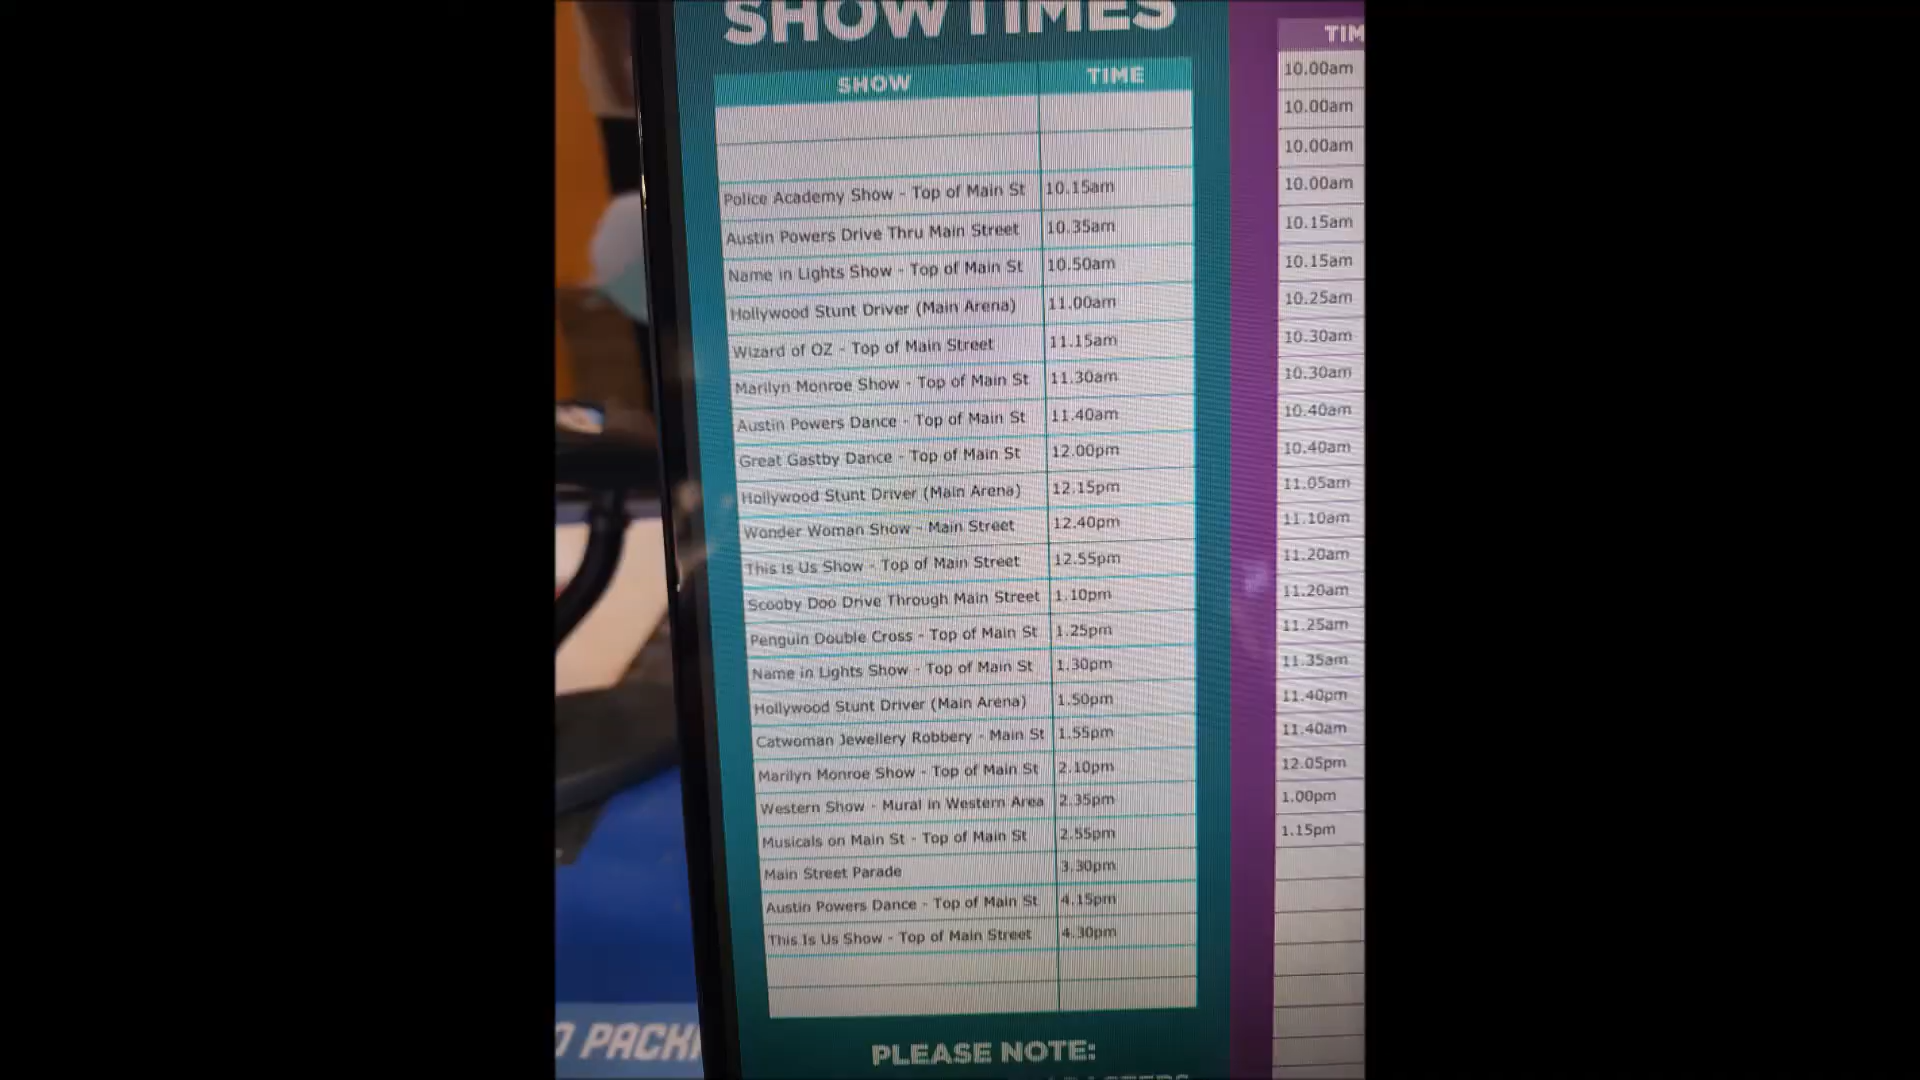 SHOWTIMES
SHOW TIME
Police Academy Show - Top of Main St 10.15am
Austin Powers Drive Thru Main Street 10.35am
Name in Lights Show - Top of Main St 10.50am
Hollywood Stunt Driver (Main Arena) 11.00am
Wizard of OZ - Top of Main Street 11.15am
Marilyn Monroe Show - Top of Main St 11.30am
Austin Powers Dance - Top of Main St 11.40am
Great Gastby Dance - Top of Main St 12.00pm
Hollywood Stunt Driver (Main Arena) 12.15pm
Wonder Woman Show - Main Street 12.40pm
This Is Us Show - Top of Main Street 12.55pm
Scooby Doo Drive Through Main Street 1.10pm
Penguin Double Cross - Top of Main St 1.25pm
Name in Lights Show - Top of Main St 1.30pm
Hollywood Stunt Driver (Main Arena) 1.50pm
Catwoman Jewellery Robbery - Main St 1.55pm
Marilyn Monroe Show - Top of Main St 2.10pm
Western Show - Mural in Western Area 2.35pm
Musicals on Main St - Top of Main St 2.55pm
Main Street Parade 3.30pm
Austin Powers Dance - Top of Main St 4.15pm
This Is Us Show - Top of Main Street 4.30pm
PLEASE NOTE:
TIM
10.00am
10.00am
10.00am
10.00am
10.15am
10.15am
10.25am
10.30am
10.30am
10.40am
10.40am
11.05am
11.10am
11.20am
11.20am
11.25am
11.35am
11.40pm
11.40am
12.05pm
1.00pm
1.15pm